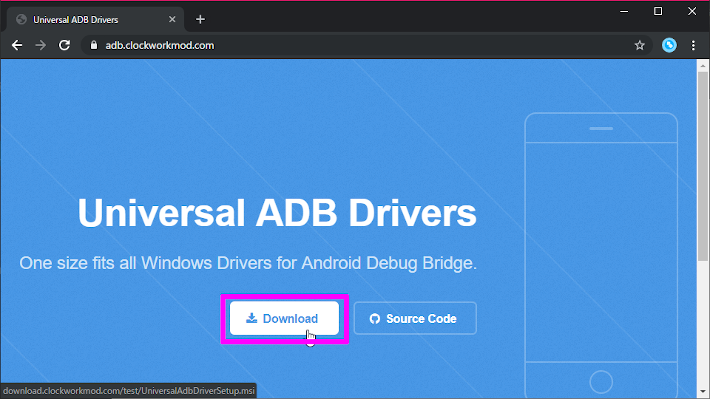 Universal ADB Drivers
adb.clockworkmod.com
Universal ADB Drivers
One size fits all Windows Drivers for Android Debug Bridge.
Download
Source Code
download.clockworkmod.com/test/UniversalAdbDriverSetup.msi